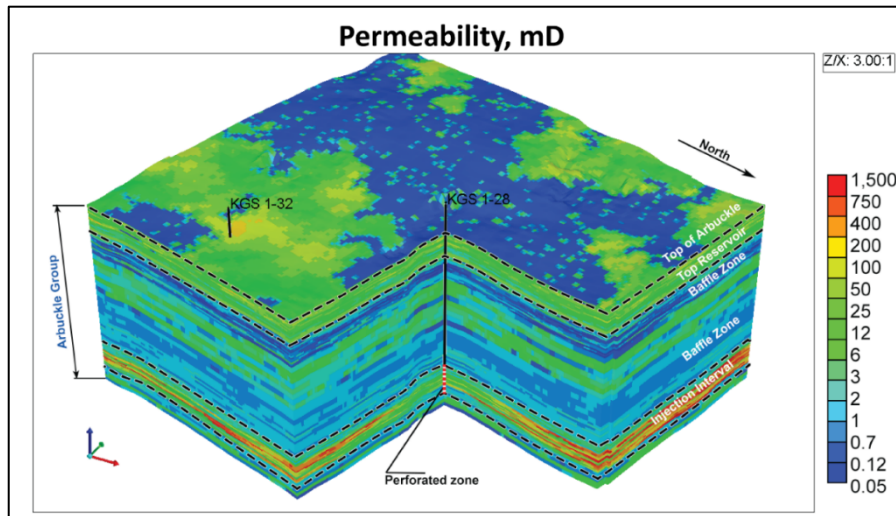 Permeability, mD
Z/X: 3.00:1
North
KGS 1-32
KGS 1-28
Top of Arbuckle
Top Reservoir
Baffle Zone
Baffle Zone
Injection Interval
Arbuckle Group
Perforated zone
1,500
750
400
200
100
50
25
12
6
3
2
1
0.7
0.12
0.05